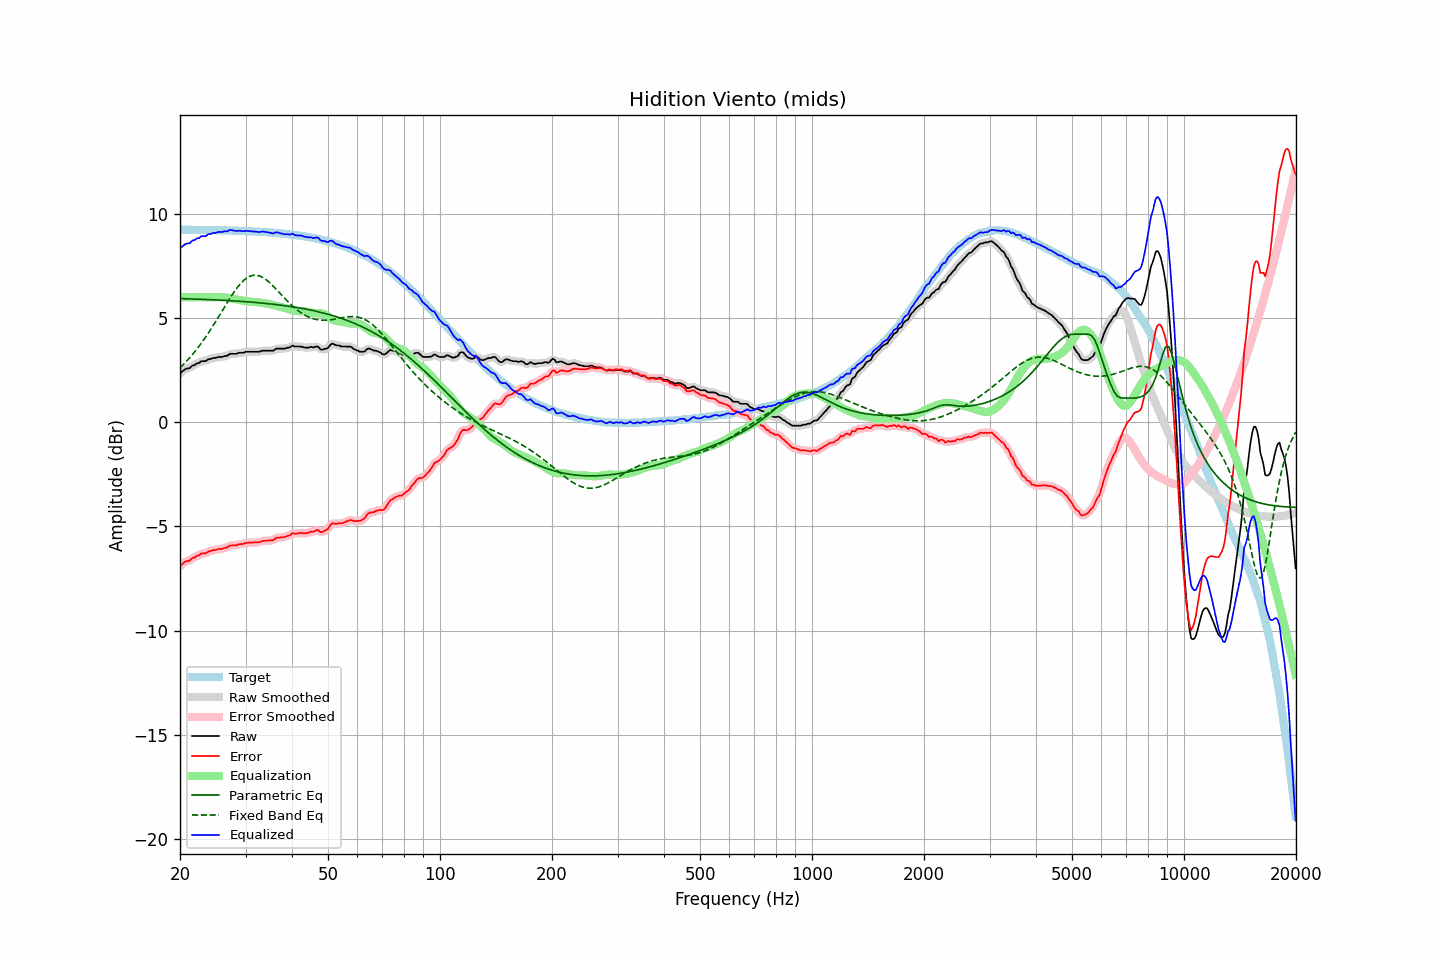 Hidition Viento (mids)
Amplitude (dBr)
10
5
0
−5
−10
−15
−20
Target
Raw Smoothed
Error Smoothed
Raw
Error
Equalization
Parametric Eq
Fixed Band Eq
Equalized
20 50 100 200 500 1000 2000 5000 10000 20000
Frequency (Hz)